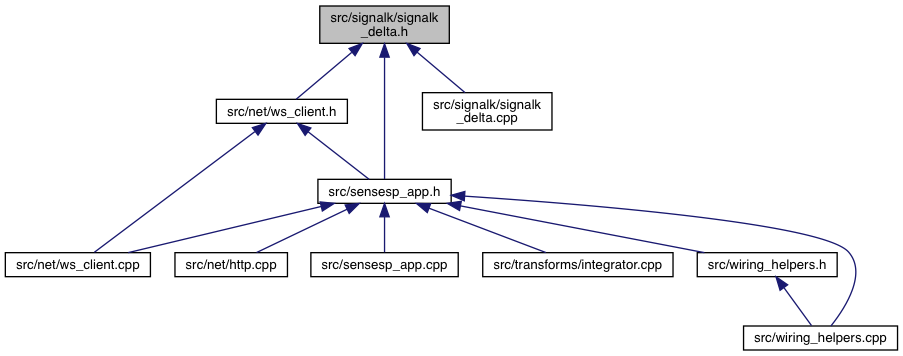 src/signalk/signalk
_delta.h
src/net/ws_client.h
src/signalk/signalk
_delta.cpp
src/sensesp_app.h
src/net/ws_client.cpp
src/net/http.cpp
src/sensesp_app.cpp
src/transforms/integrator.cpp
src/wiring_helpers.h
src/wiring_helpers.cpp